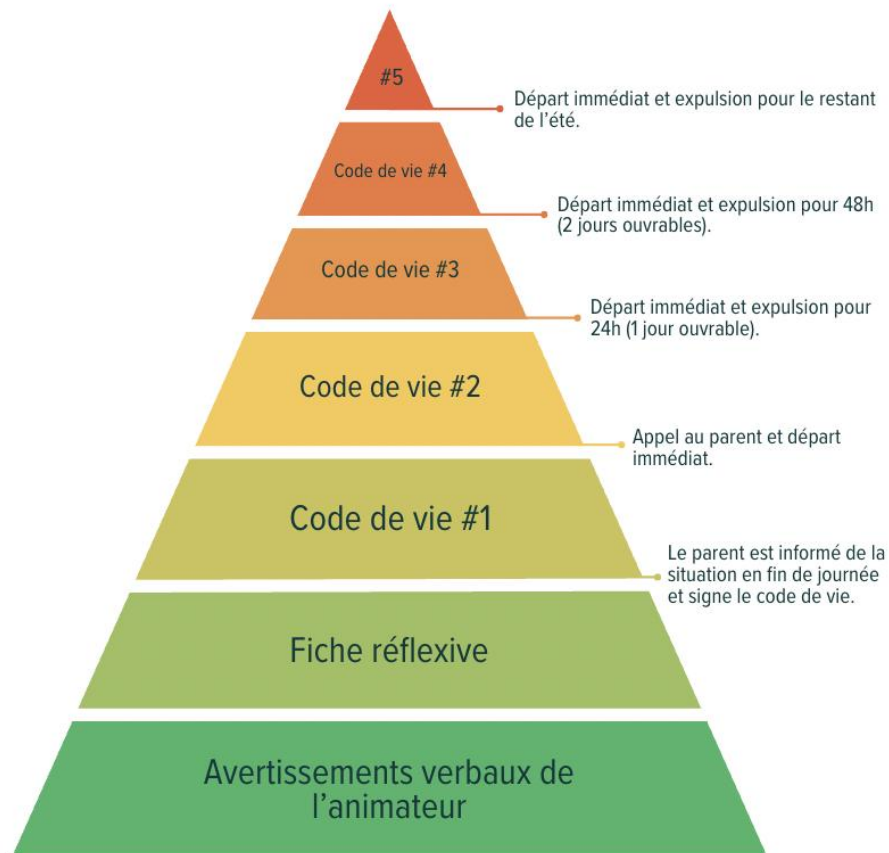 #5
Départ immédiat et expulsion pour le restant
de l'été.
Code de vie #4
Départ immédiat et expulsion pour 48h
(2 jours ouvrables).
Code de vie #3
Départ immédiat et expulsion pour
24h (1 jour ouvrable).
Code de vie #2
Appel au parent et départ
immédiat.
Code de vie #1
Le parent est informé de la
situation en fin de journée
et signe le code de vie.
Fiche réflexive
Avertissements verbaux de
l'animateur